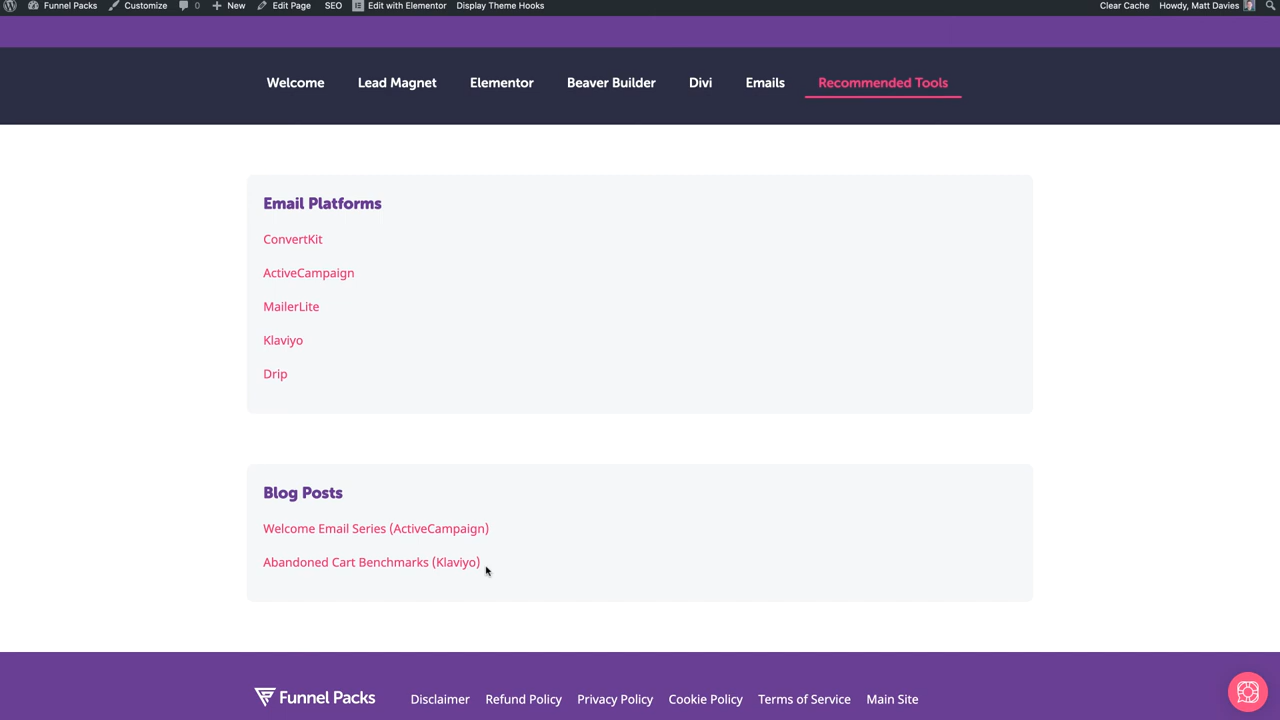 Funnel Packs Customize 0 New Edit Page SEO Edit with Elementor Display Theme Hooks Clear Cache Howdy, Matt Davies
Welcome Lead Magnet Elementor Beaver Builder Divi Emails Recommended Tools
Email Platforms
ConvertKit
ActiveCampaign
MailerLite
Klaviyo
Drip
Blog Posts
Welcome Email Series (ActiveCampaign)
Abandoned Cart Benchmarks (Klaviyo)
Funnel Packs Disclaimer Refund Policy Privacy Policy Cookie Policy Terms of Service Main Site